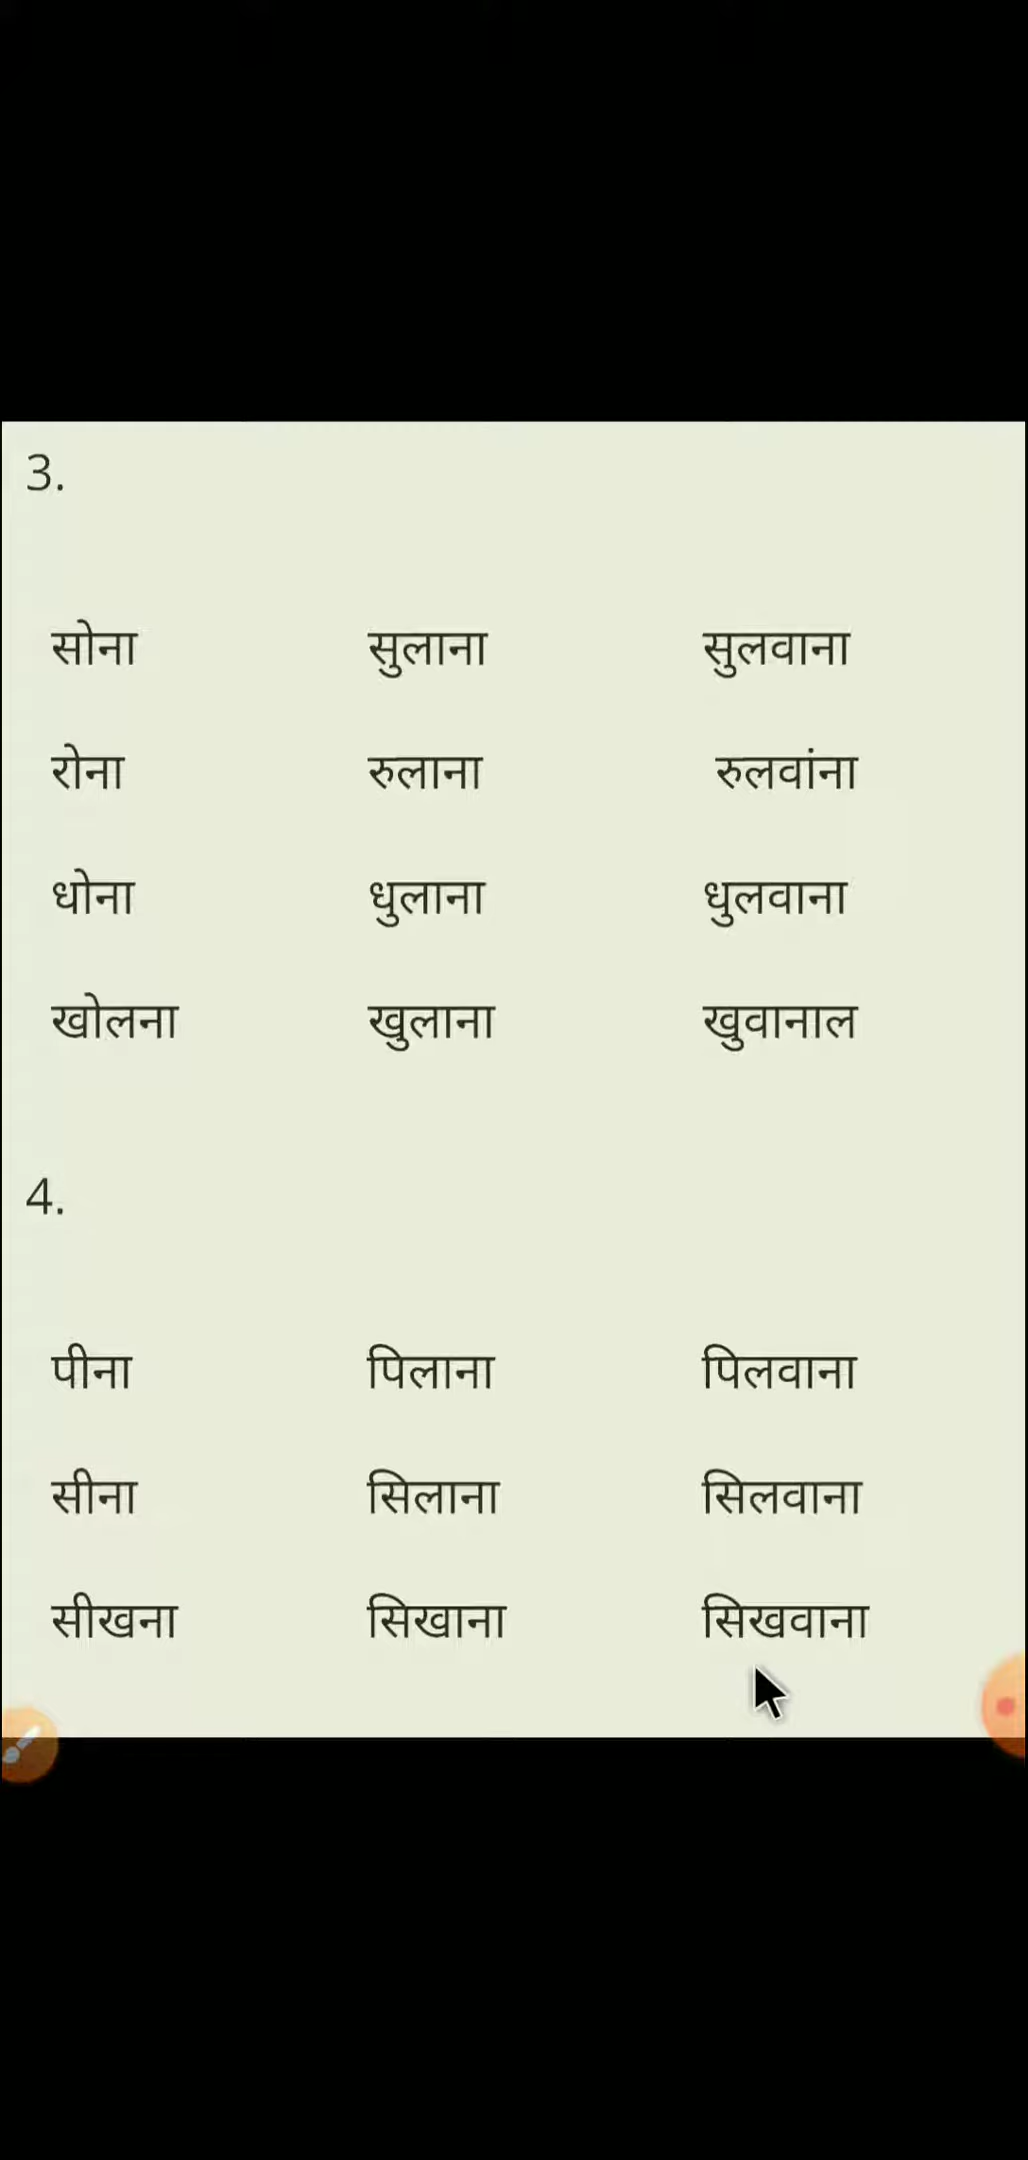 3.
सोना सुलाना सुलवाना
रोना रुलाना रुलवांना
धोना धुलाना धुलवाना
खोलना खुलाना खुवानाल
4.
पीना पिलाना पिलवाना
सीना सिलाना सिलवाना
सीखना सिखाना सिखवाना